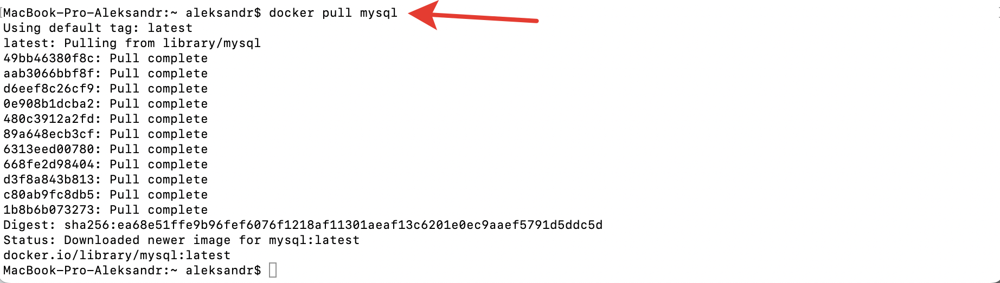 MacBook-Pro-Aleksandr:~ aleksandr$ docker pull mysql
Using default tag: latest
latest: Pulling from library/mysql
49bb46380f8c: Pull complete
aab3066bbf8f: Pull complete
d6eef8c26cf9: Pull complete
0e908b1dcba2: Pull complete
480c3912a2fd: Pull complete
89a648ecb3cf: Pull complete
6313eed00780: Pull complete
668fe2d98404: Pull complete
d3f8a843b813: Pull complete
c80ab9fc8db5: Pull complete
1b8b6b073273: Pull complete
Digest: sha256:ea68e51ffe9b96fef6076f1218af11301aeaf13c6201e0ec9aaef5791d5ddc5d
Status: Downloaded newer image for mysql:latest
docker.io/library/mysql:latest
MacBook-Pro-Aleksandr:~ aleksandr$